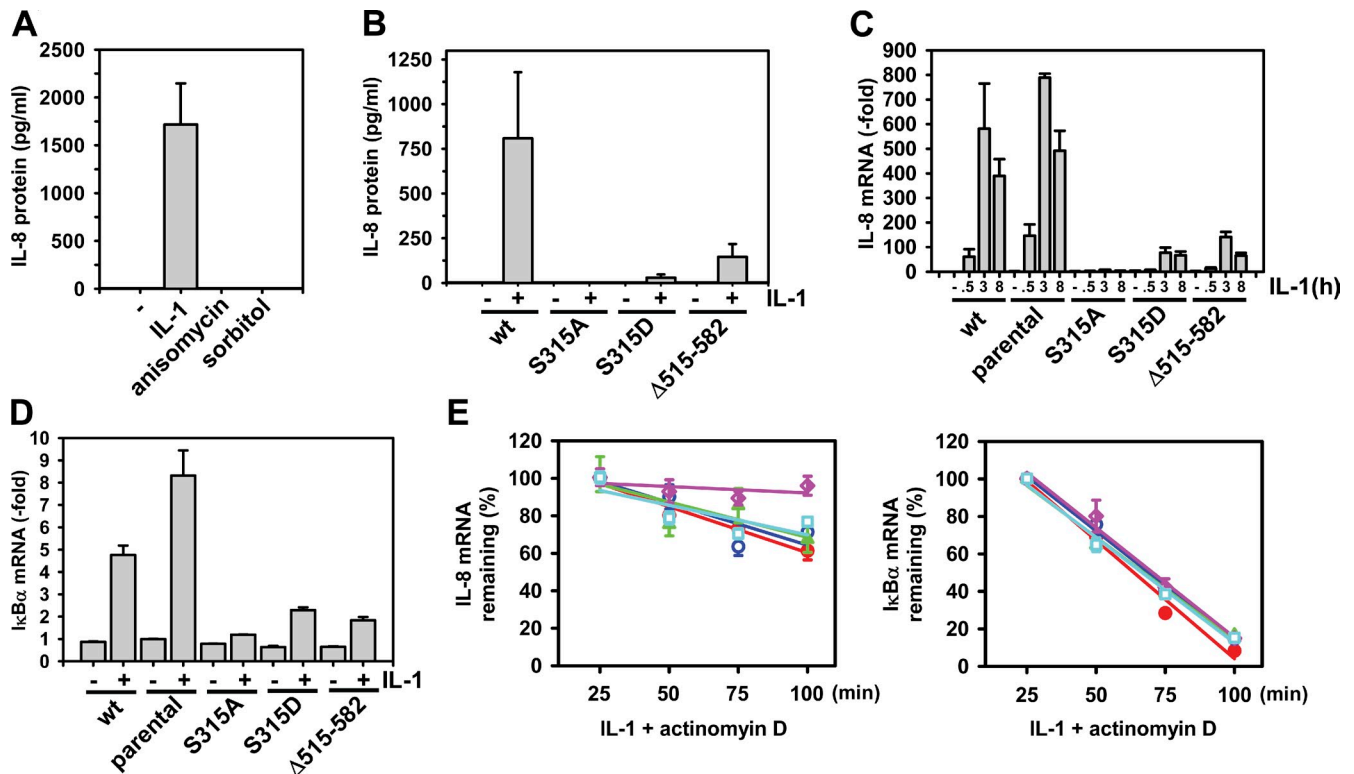 A
IL-8 protein (pg/ml)
2500
2000
1500
1000
500
0
-
IL-1
anisomycin
sorbitol
B
IL-8 protein (pg/ml)
1250
1000
750
500
250
0
- + - + - + - + IL-1
wt
S315A
S315D
Δ515-582
C
IL-8 mRNA (-fold)
900
800
700
600
500
400
300
200
100
0
- .5 3 8 - .5 3 8 - .5 3 8 - .5 3 8 - .5 3 8 IL-1(h)
wt
parental
S315A
S315D
Δ515-582
D
IκBα mRNA (-fold)
10
9
8
7
6
5
4
3
2
1
0
- + - + - + - + - + IL-1
wt
parental
S315A
S315D
Δ515-582
E
IL-8 mRNA
remaining (%)
120
100
80
60
40
20
0
25 50 75 100 (min)
IL-1 + actinomyin D
IκBα mRNA
remaining (%)
120
100
80
60
40
20
0
25 50 75 100 (min)
IL-1 + actinomyin D